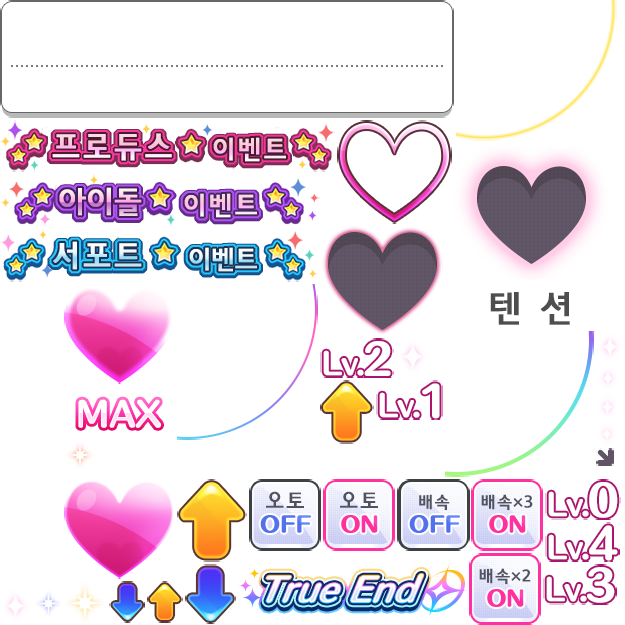 프로듀스 이벤트
아이돌 이벤트
서포트 이벤트
텐 션
Lv.2
Lv.1
MAX
오토
OFF
오토
ON
배속
OFF
배속×3
ON
Lv.0
Lv.4
배속×2
ON
Lv.3
True End